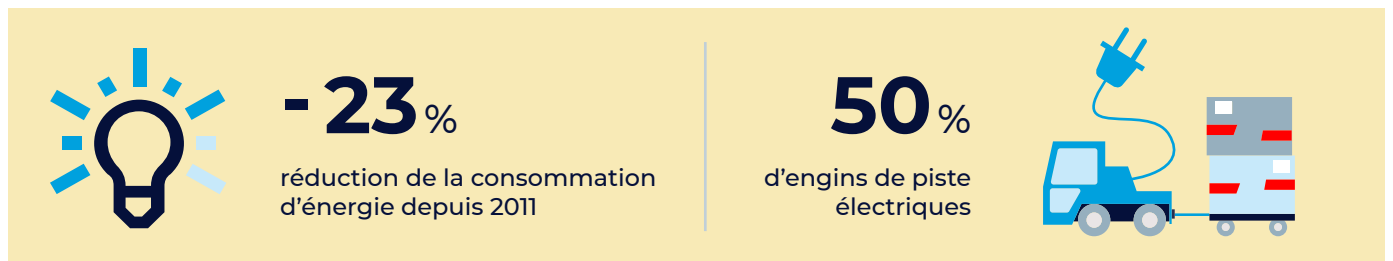 - 23 %
réduction de la consommation
d’énergie depuis 2011
50 %
d’engins de piste
électriques